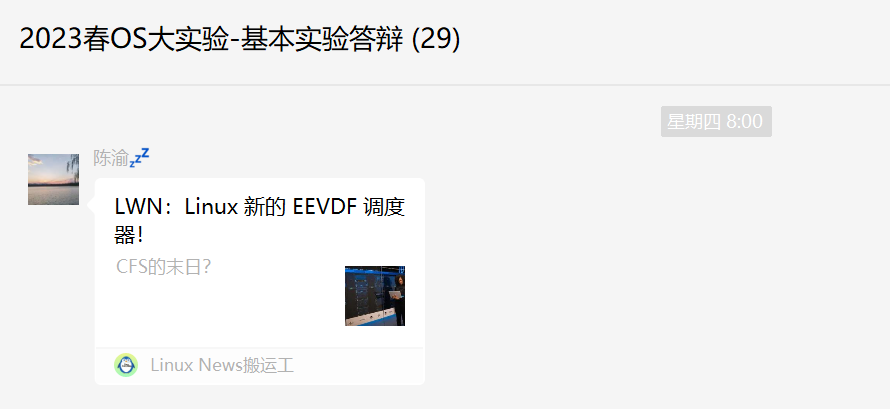 2023春OS大实验-基本实验答辩 (29)
星期四 8:00
陈渝💤
LWN：Linux 新的 EEVDF 调度
器！
CFS的末日？
Linux News搬运工